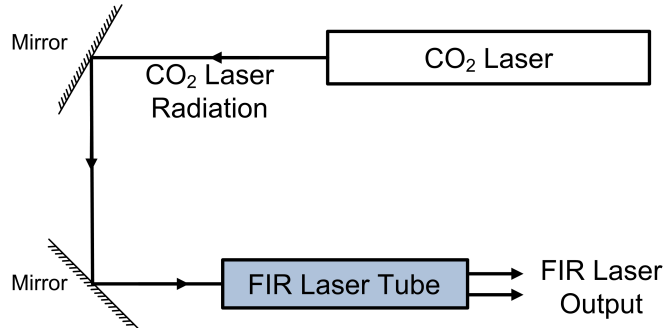 Mirror
CO₂ Laser
CO₂ Laser
Radiation
Mirror
FIR Laser Tube
FIR Laser
Output